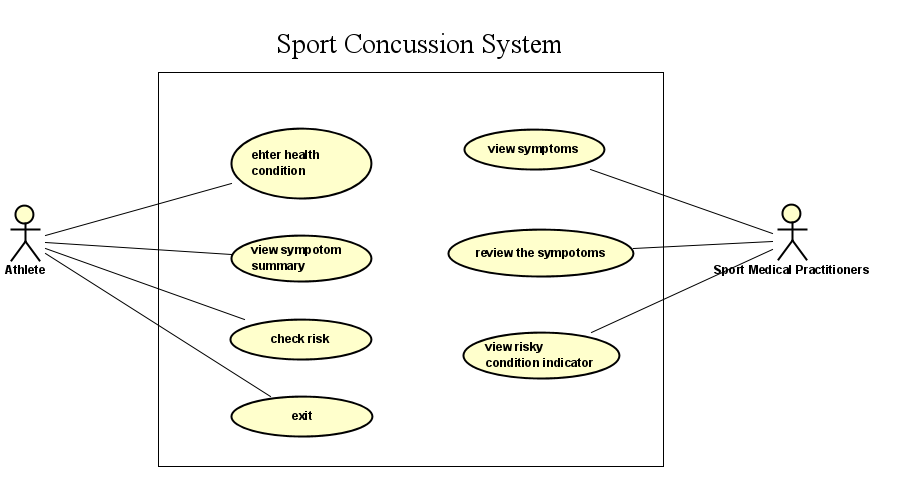 Sport Concussion System
ehter health
condition
view sympotom
summary
check risk
exit
view symptoms
review the sympotoms
view risky
condition indicator
Athlete
Sport Medical Practitioners